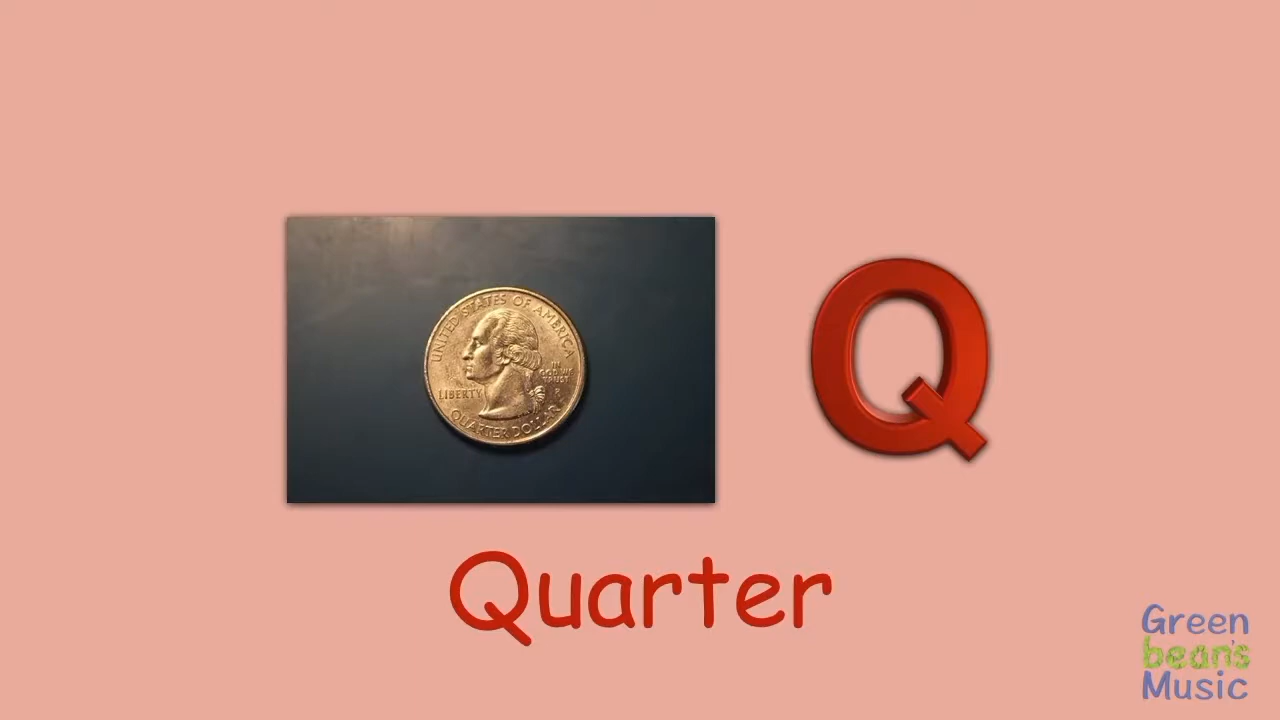 UNITED STATES OF AMERICA
IN
GOD WE
TRUST
LIBERTY
P
QUARTER DOLLAR
Q
Quarter
Green
bean's
Music